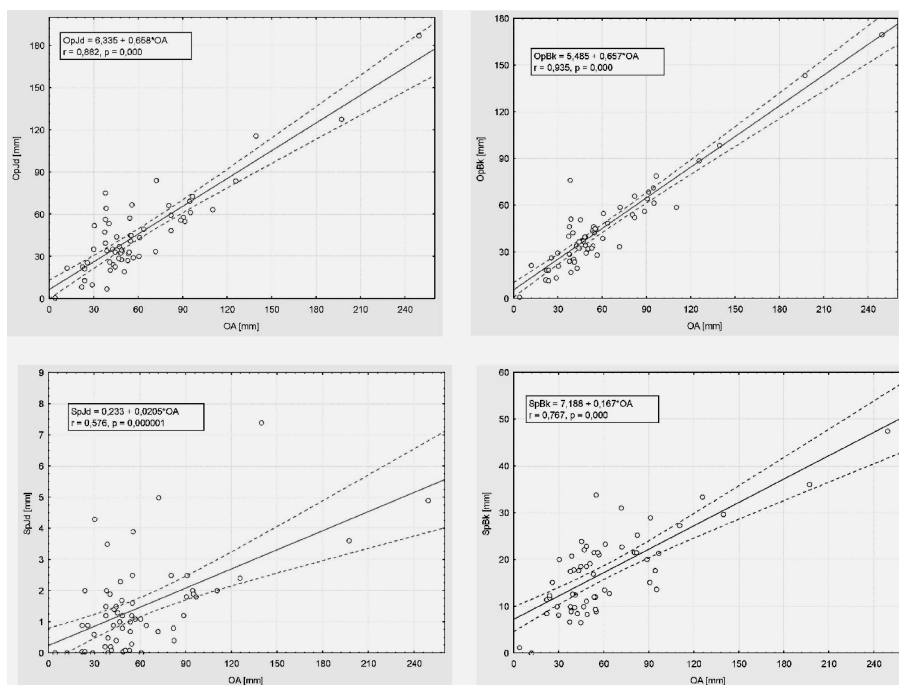 OpJd = 6,335 + 0,658*OA
r = 0,882, p = 0,000
OpJd [mm]
180
150
120
90
60
30
0
0 30 60 90 120 150 180 210 240
OA [mm]
OpBk = 5,485 + 0,657*OA
r = 0,935, p = 0,000
OpBk [mm]
180
150
120
90
60
30
0
0 30 60 90 120 150 180 210 240
OA [mm]
SpJd = 0,233 + 0,0205*OA
r = 0,576, p = 0,000001
SpJd [mm]
9
8
7
6
5
4
3
2
1
0
0 30 60 90 120 150 180 210 240
OA [mm]
SpBk = 7,188 + 0,167*OA
r = 0,767, p = 0,000
SpBk [mm]
60
50
40
30
20
10
0
0 30 60 90 120 150 180 210 240
OA [mm]